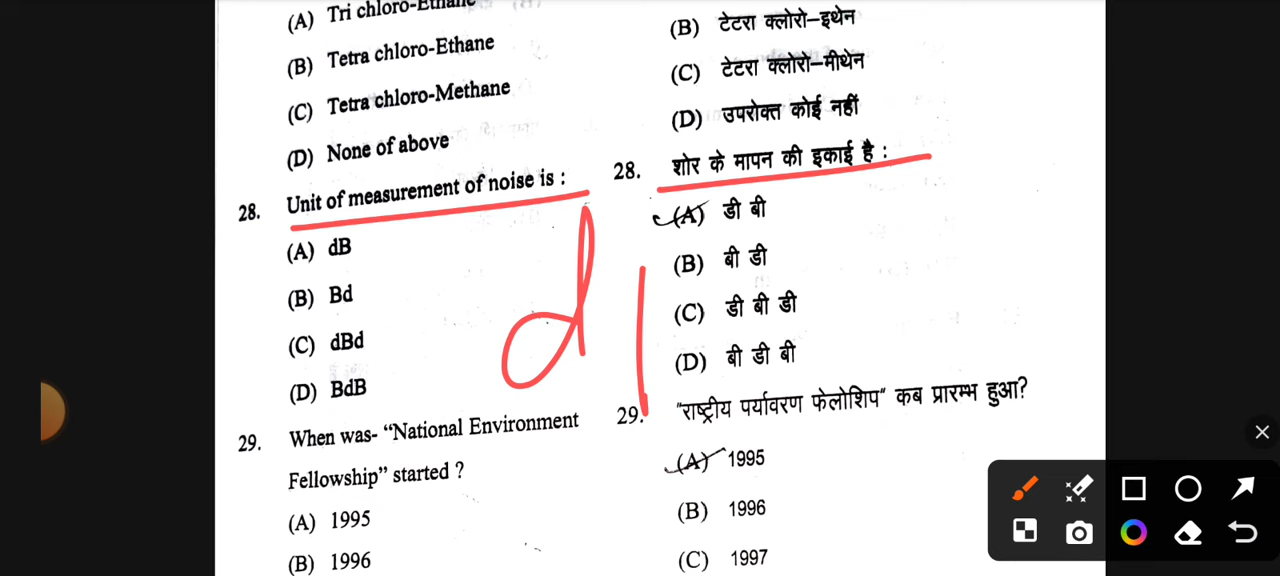 (A) Tri chloro-Ethane
(B) Tetra chloro-Ethane
(C) Tetra chloro-Methane
(D) None of above
28. Unit of measurement of noise is :
(A) dB
(B) Bd
(C) dBd
(D) BdB
29. When was- “National Environment
Fellowship” started ?
(A) 1995
(B) 1996
(B) टेटरा क्लोरो–इथेन
(C) टेटरा क्लोरो–मीथेन
(D) उपरोक्त कोई नहीं
28. शोर के मापन की इकाई है :
(A) डी बी
(B) बी डी
(C) डी बी डी
(D) बी डी बी
29. "राष्ट्रीय पर्यावरण फेलोशिप" कब प्रारम्भ हुआ?
(A) 1995
(B) 1996
(C) 1997
d